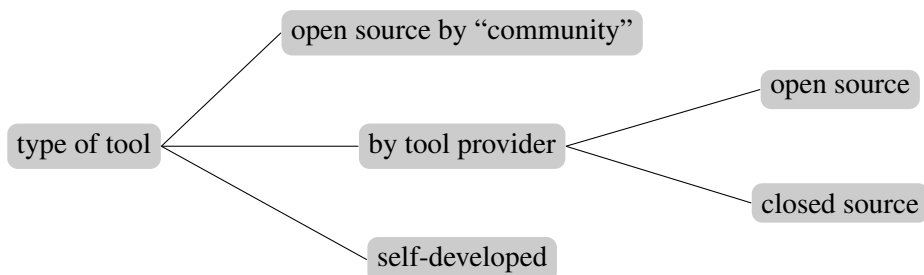 open source by “community”
open source
type of tool
by tool provider
closed source
self-developed